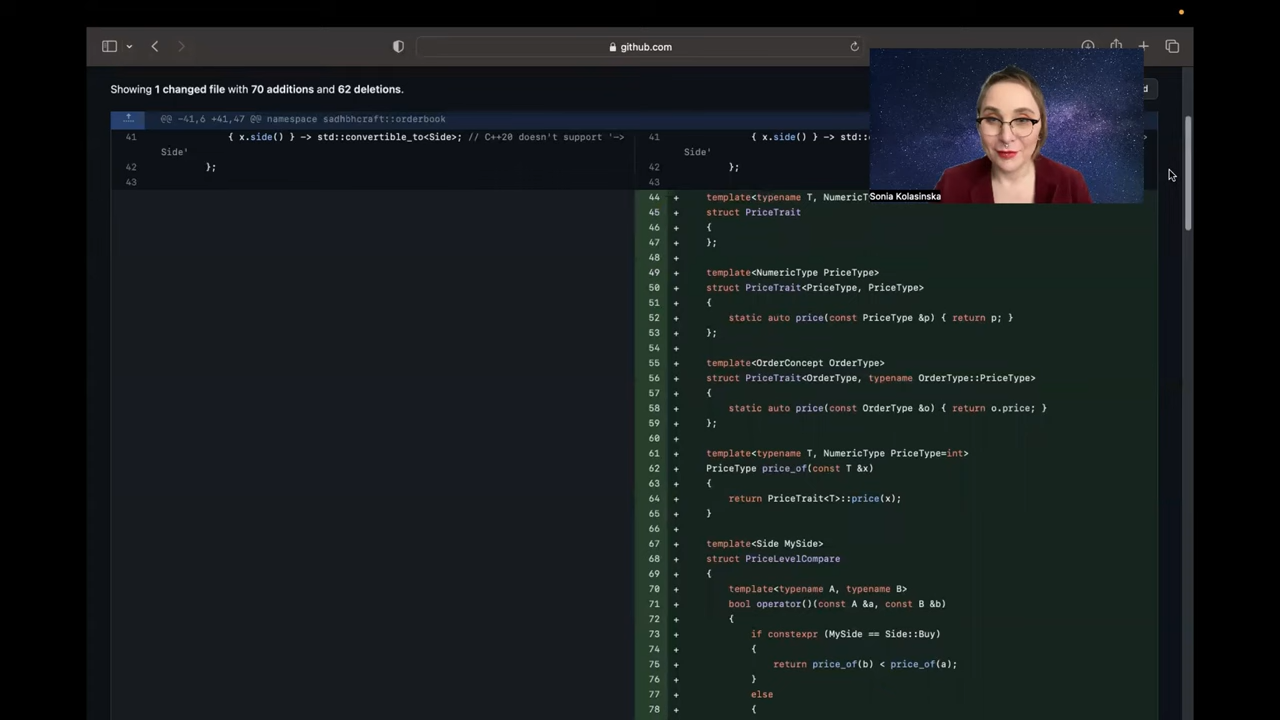 github.com
Showing 1 changed file with 70 additions and 62 deletions.
@@ -41,6 +41,47 @@ namespace sadhbhcraft::orderbook
41 { x.side() } -> std::convertible_to<Side>; // C++20 doesn't support '->
Side'
42 };
43
41 { x.side() } -> std::co
Side'
42 };
43
44 + template<typename T, NumericT
45 + struct PriceTrait
46 + {
47 + };
48 +
49 + template<NumericType PriceType>
50 + struct PriceTrait<PriceType, PriceType>
51 + {
52 + static auto price(const PriceType &p) { return p; }
53 + };
54 +
55 + template<OrderConcept OrderType>
56 + struct PriceTrait<OrderType, typename OrderType::PriceType>
57 + {
58 + static auto price(const OrderType &o) { return o.price; }
59 + };
60 +
61 + template<typename T, NumericType PriceType=int>
62 + PriceType price_of(const T &x)
63 + {
64 + return PriceTrait<T>::price(x);
65 + }
66 +
67 + template<Side MySide>
68 + struct PriceLevelCompare
69 + {
70 + template<typename A, typename B>
71 + bool operator()(const A &a, const B &b)
72 + {
73 + if constexpr (MySide == Side::Buy)
74 + {
75 + return price_of(b) < price_of(a);
76 + }
77 + else
78 + {
Sonia Kolasinska